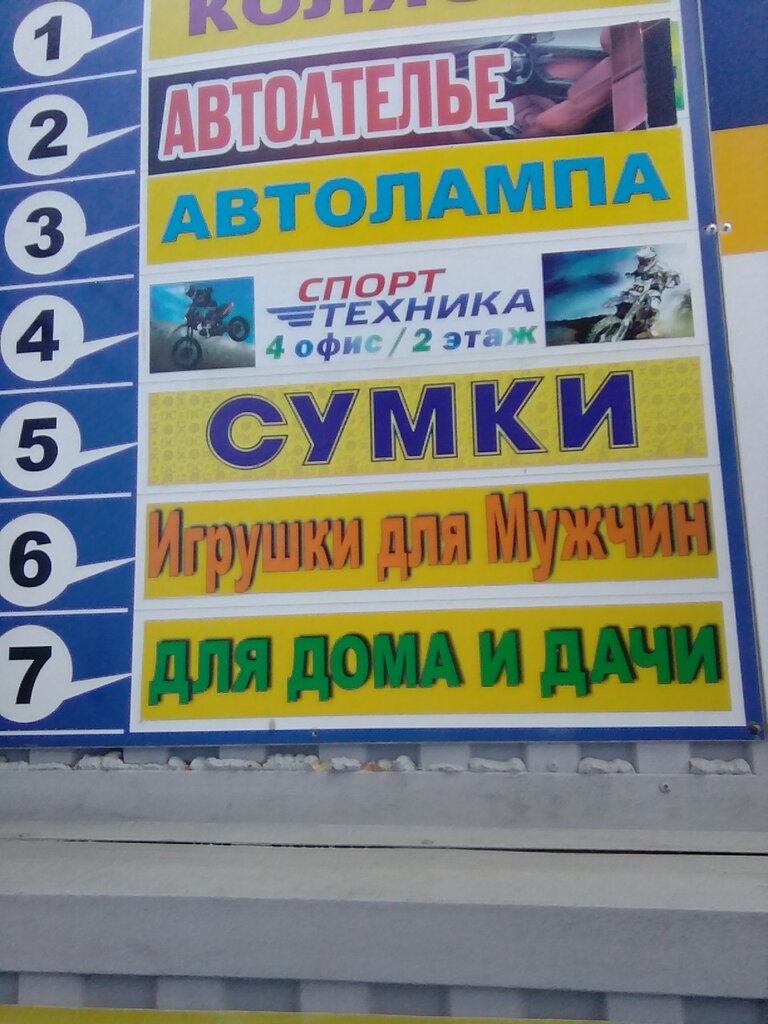 1
2
АВТОАТЕЛЬЕ
3
АВТОЛАМПА
4
СПОРТ
ТЕХНИКА
4 офис / 2 этаж
5
СУМКИ
6
Игрушки для Мужчин
7
ДЛЯ ДОМА И ДАЧИ